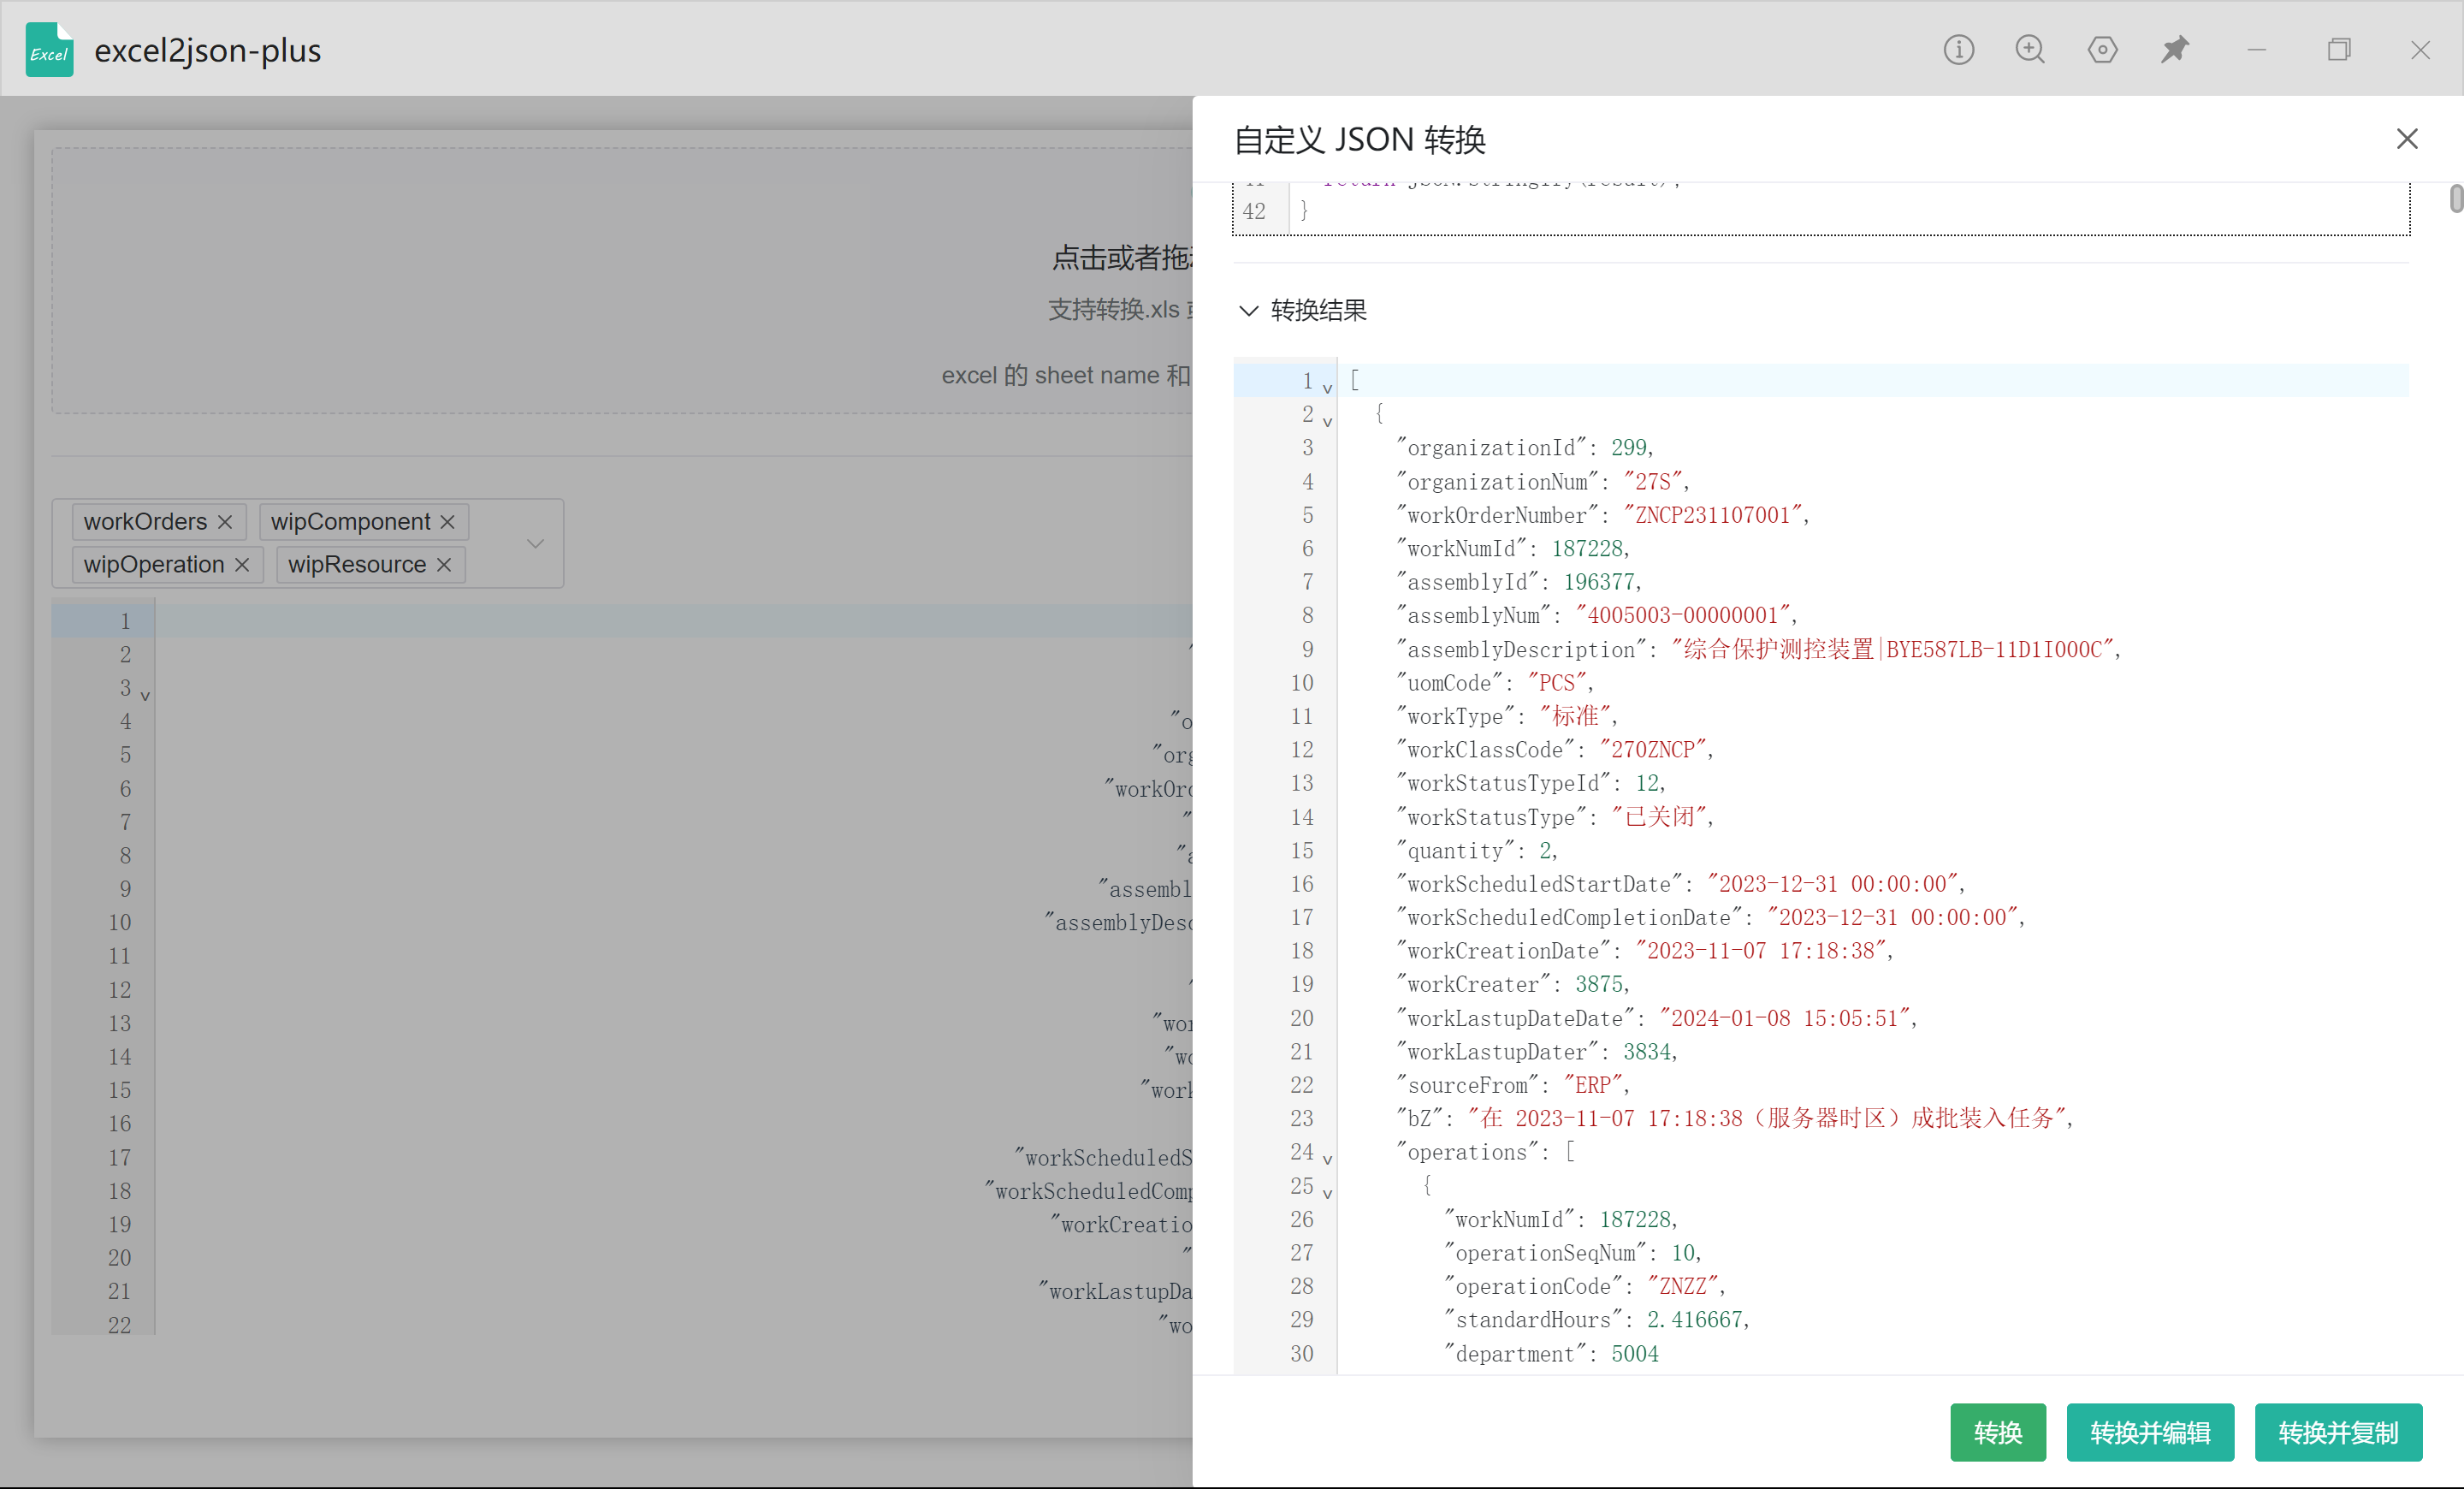 Excel
excel2json-plus
点击或者拖
支持转换.xls
excel 的 sheet name 和
workOrders
wipComponent
wipOperation
wipResource
1
2
3
4
5
6
7
8
9
10
11
12
13
14
15
16
17
18
19
20
21
22
"o
"org
"workOrd
"
"a
"assembl
"assemblyDesc
"
"wor
"wo
"work
"workScheduledS
"workScheduledComp
"workCreatio
"
"workLastupDa
"wo
自定义 JSON 转换
41 return JSON.stringify(result);
42 }
转换结果
1 [
2 {
3 "organizationId": 299,
4 "organizationNum": "27S",
5 "workOrderNumber": "ZNCP231107001",
6 "workNumId": 187228,
7 "assemblyId": 196377,
8 "assemblyNum": "4005003-00000001",
9 "assemblyDescription": "综合保护测控装置|BYE587LB-11D1I000C",
10 "uomCode": "PCS",
11 "workType": "标准",
12 "workClassCode": "270ZNCP",
13 "workStatusTypeId": 12,
14 "workStatusType": "已关闭",
15 "quantity": 2,
16 "workScheduledStartDate": "2023-12-31 00:00:00",
17 "workScheduledCompletionDate": "2023-12-31 00:00:00",
18 "workCreationDate": "2023-11-07 17:18:38",
19 "workCreater": 3875,
20 "workLastupDateDate": "2024-01-08 15:05:51",
21 "workLastupDater": 3834,
22 "sourceFrom": "ERP",
23 "bZ": "在 2023-11-07 17:18:38（服务器时区）成批装入任务",
24 "operations": [
25 {
26 "workNumId": 187228,
27 "operationSeqNum": 10,
28 "operationCode": "ZNZZ",
29 "standardHours": 2.416667,
30 "department": 5004
转换
转换并编辑
转换并复制